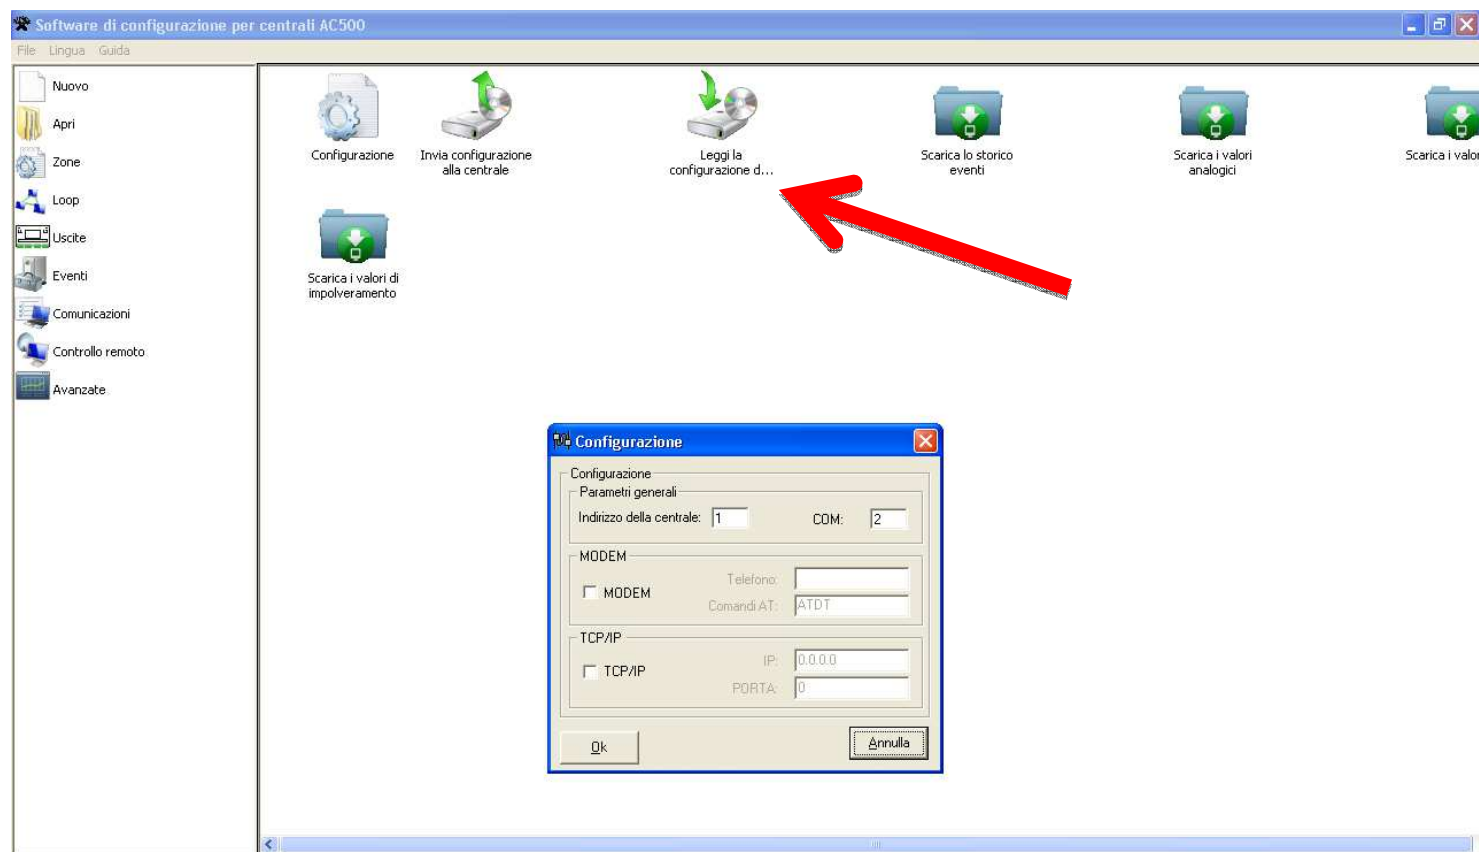 Software di configurazione per centrali AC500
File Lingua Guida
Nuovo
Apri
Zone
Loop
Uscite
Eventi
Comunicazioni
Controllo remoto
Avanzate
Configurazione
Invia configurazione
alla centrale
Leggi la
configurazione d...
Scarica lo storico
eventi
Scarica i valori
analogici
Scarica i valor
Scarica i valori di
impolveramento
Configurazione
Configurazione
Parametri generali
Indirizzo della centrale: 1 COM: 2
MODEM
MODEM
Telefono:
Comandi AT: ATDT
TCP/IP
TCP/IP
IP: 0.0.0.0
PORTA: 0
Ok
Annulla